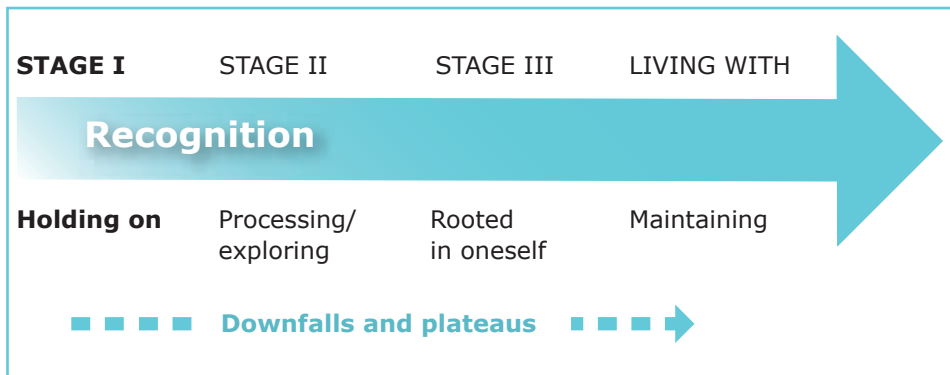 STAGE I STAGE II STAGE III LIVING WITH
Recognition
Holding on Processing/ Rooted Maintaining
exploring in oneself
Downfalls and plateaus